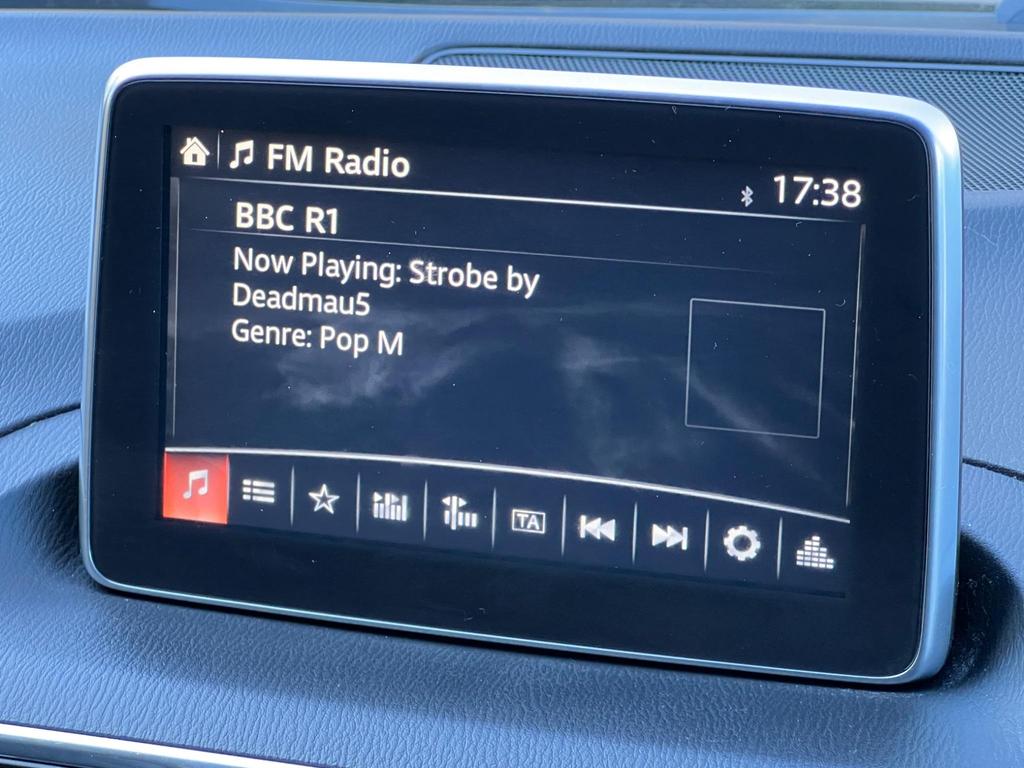 FM Radio
17:38
BBC R1
Now Playing: Strobe by
Deadmau5
Genre: Pop M
TA